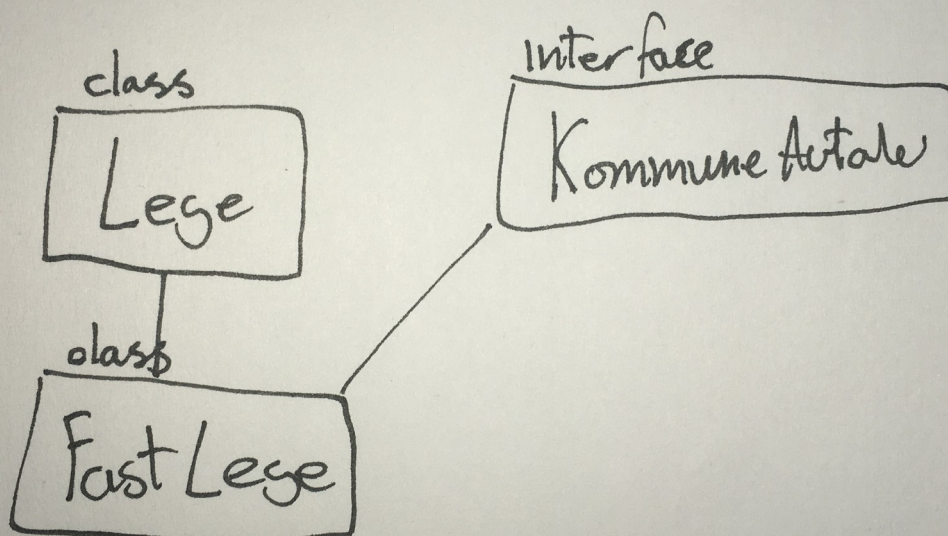 class
Lege
Interface
Kommune Avtale
class
Fast Lege